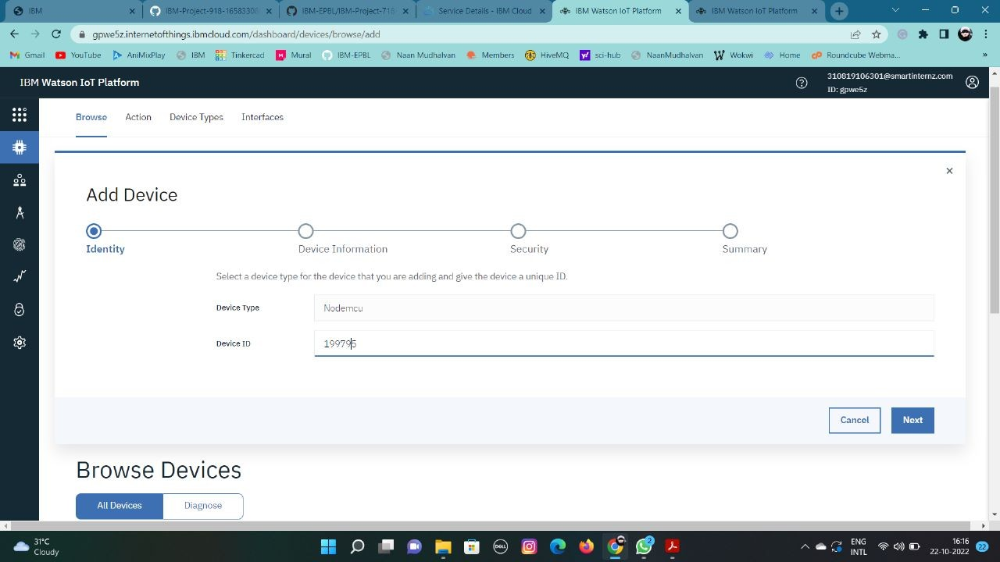 IBM
IBM-Project-918-16583308
IBM-EPBL/IBM-Project-718
Service Details - IBM Cloud
IBM Watson IoT Platform
IBM Watson IoT Platform
gpwe5z.internetofthings.ibmcloud.com/dashboard/devices/browse/add
Gmail YouTube AniMixPlay IBM Tinkercad Mural IBM-EPBL Naan Mudhalvan Members HiveMQ sci-hub NaanMudhalvan Wokwi Home Roundcube Webma... »
IBM Watson IoT Platform
310819106301@smartinternz.com
ID: gpwe5z
Browse Action Device Types Interfaces
Add Device
Identity Device Information Security Summary
Select a device type for the device that you are adding and give the device a unique ID.
Device Type Nodemcu
Device ID 199795
Cancel Next
Browse Devices
All Devices Diagnose
31°C
Cloudy
DELL
2
ENG
INTL
16:16
22-10-2022
22